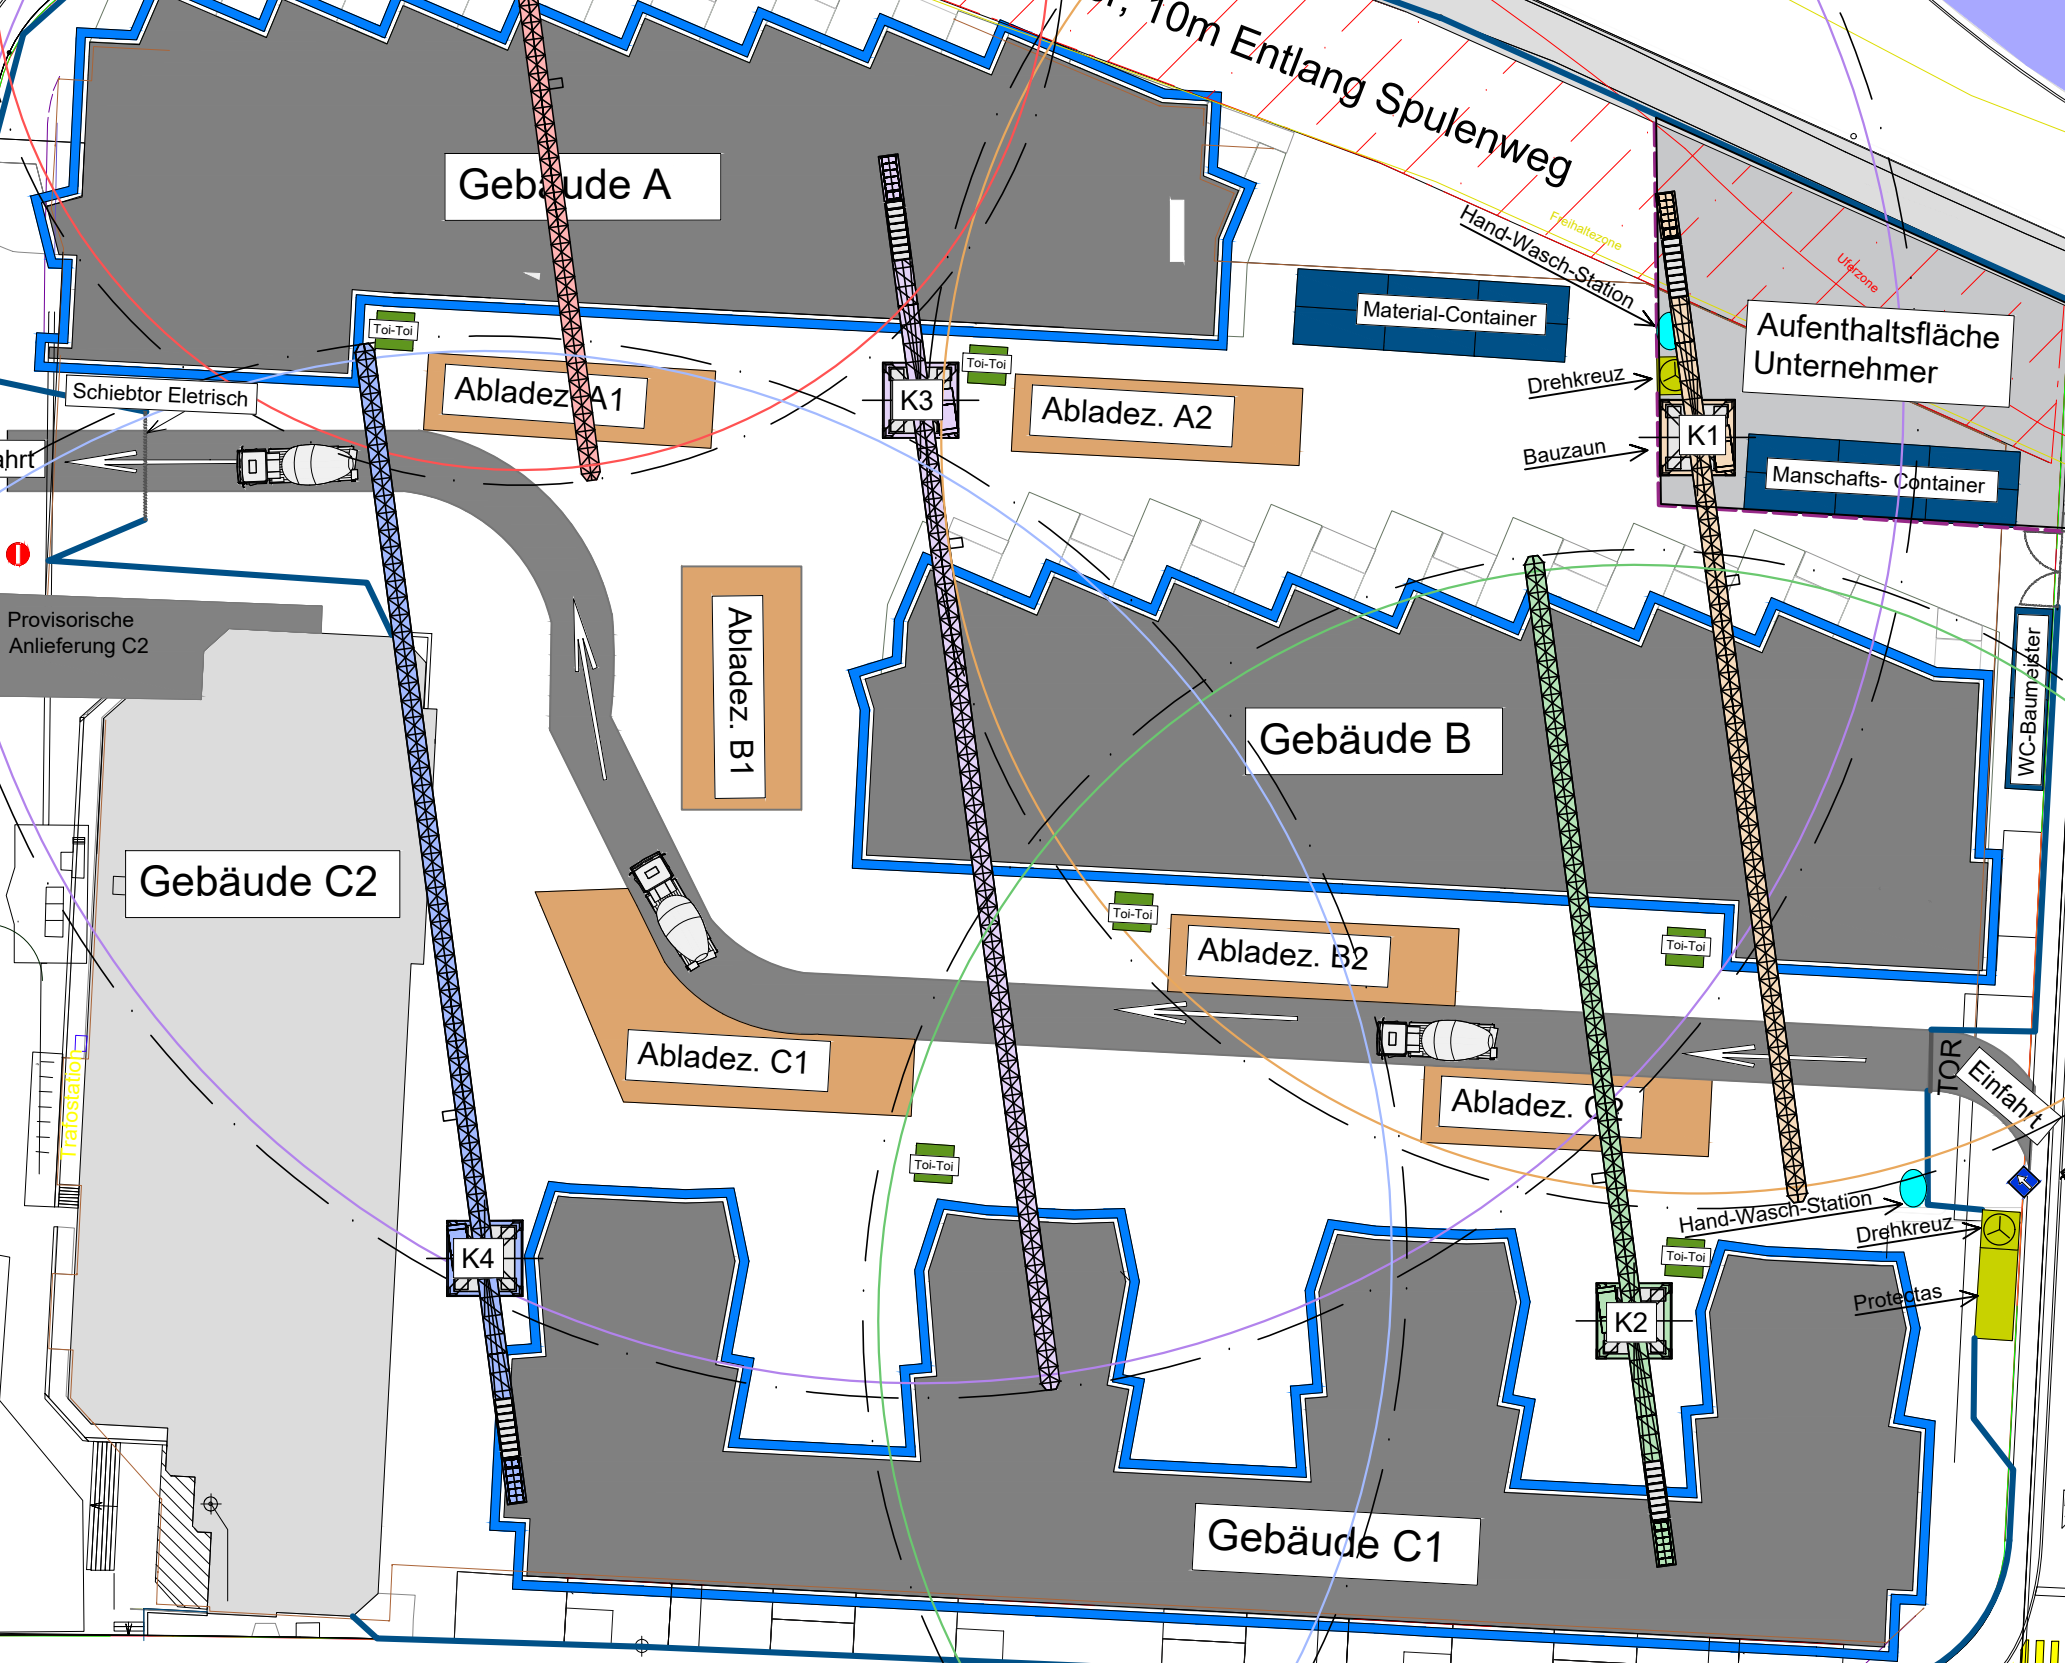 10m Entlang Spulenweg
Gebäude A
Hand-Wasch-Station
Freihaltezone
Uferzone
Material-Container
Aufenthaltsfläche
Unternehmer
Toi-Toi
Toi-Toi
Schiebtor Eletrisch
Abladez. A1
K3
Abladez. A2
Drehkreuz
K1
Bauzaun
Manschafts- Container
ahrt
Provisorische
Anlieferung C2
Abladez. B1
Gebäude B
WC-Baumeister
Gebäude C2
Toi-Toi
Abladez. B2
Toi-Toi
Abladez. C1
Abladez. C2
TOR
Einfahrt
Trafostation
Toi-Toi
Hand-Wasch-Station
Drehkreuz
Toi-Toi
K4
Protectas
K2
Gebäude C1